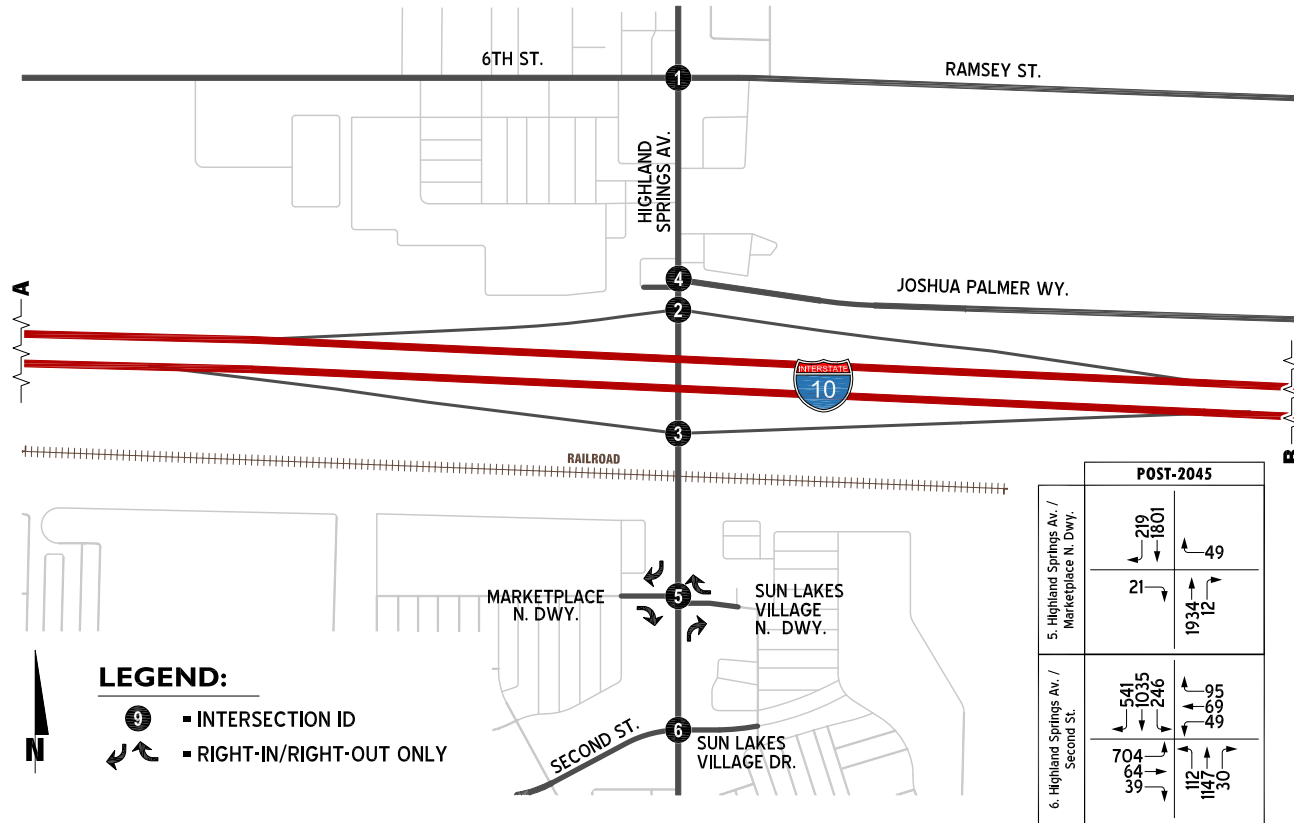 6TH ST.
RAMSEY ST.
1
HIGHLAND
SPRINGS AV.
4
JOSHUA PALMER WY.
2
A
INTERSTATE
10
3
B
RAILROAD
MARKETPLACE
N. DWY.
5
SUN LAKES
VILLAGE
N. DWY.
SECOND ST.
6
SUN LAKES
VILLAGE DR.
LEGEND:
9 = INTERSECTION ID
= RIGHT-IN/RIGHT-OUT ONLY
N
POST-2045
5. Highland Springs Av. /
Marketplace N. Dwy.
219
1801
49
21
1934
12
6. Highland Springs Av. /
Second St.
541
1035
246
95
69
49
704
64
39
112
1147
30